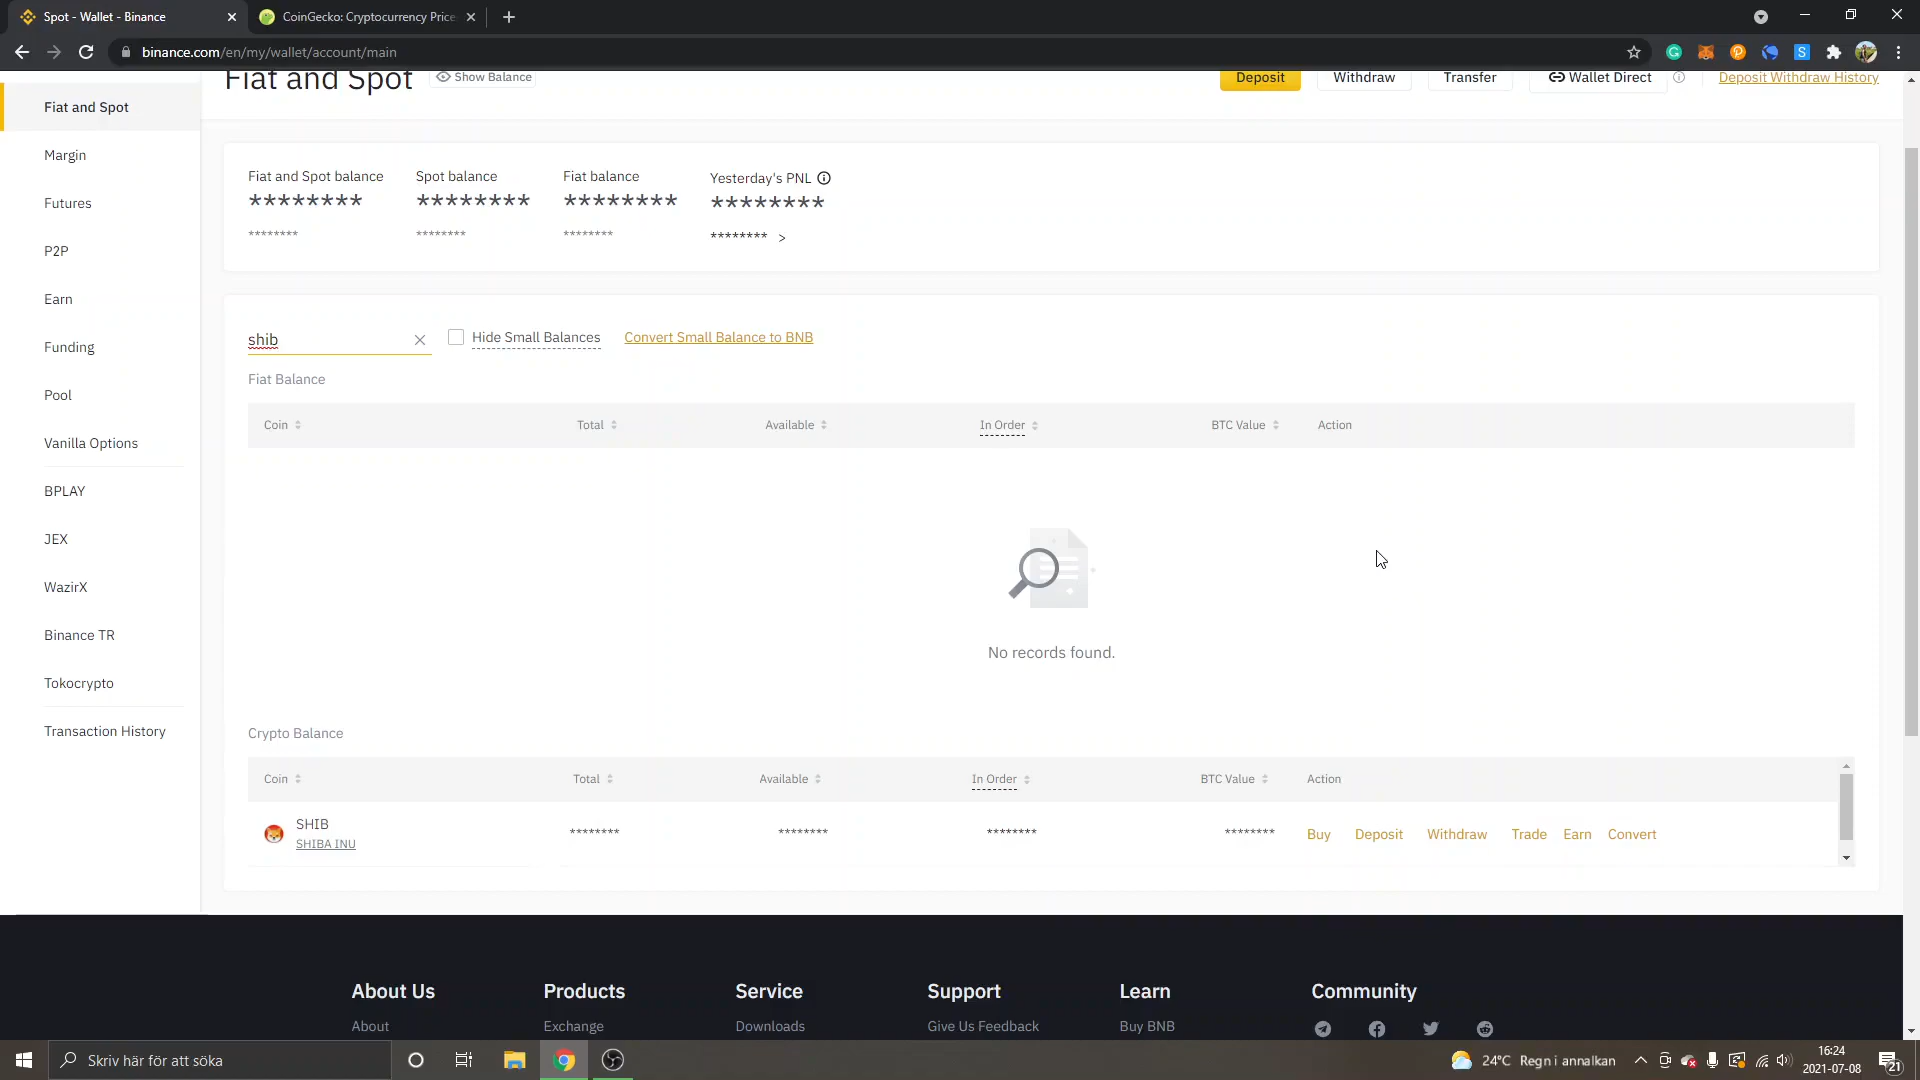 Spot - Wallet - Binance
CoinGecko: Cryptocurrency Price
binance.com/en/my/wallet/account/main
Fiat and Spot
Show Balance
Deposit
Withdraw
Transfer
Wallet Direct
Deposit Withdraw History
Fiat and Spot
Margin
Futures
P2P
Earn
Funding
Pool
Vanilla Options
BPLAY
JEX
WazirX
Binance TR
Tokocrypto
Transaction History
Fiat and Spot balance
Spot balance
Fiat balance
Yesterday's PNL
******** ******** ******** ********
******** ******** ******** ******** >
shib
Hide Small Balances
Convert Small Balance to BNB
Fiat Balance
Coin Total Available In Order BTC Value Action
No records found.
Crypto Balance
Coin Total Available In Order BTC Value Action
SHIB
SHIBA INU
******** ******** ******** ********
Buy Deposit Withdraw Trade Earn Convert
About Us Products Service Support Learn Community
About Exchange Downloads Give Us Feedback Buy BNB
Skriv här för att söka
24°C Regn i annalkan
16:24
2021-07-08
21